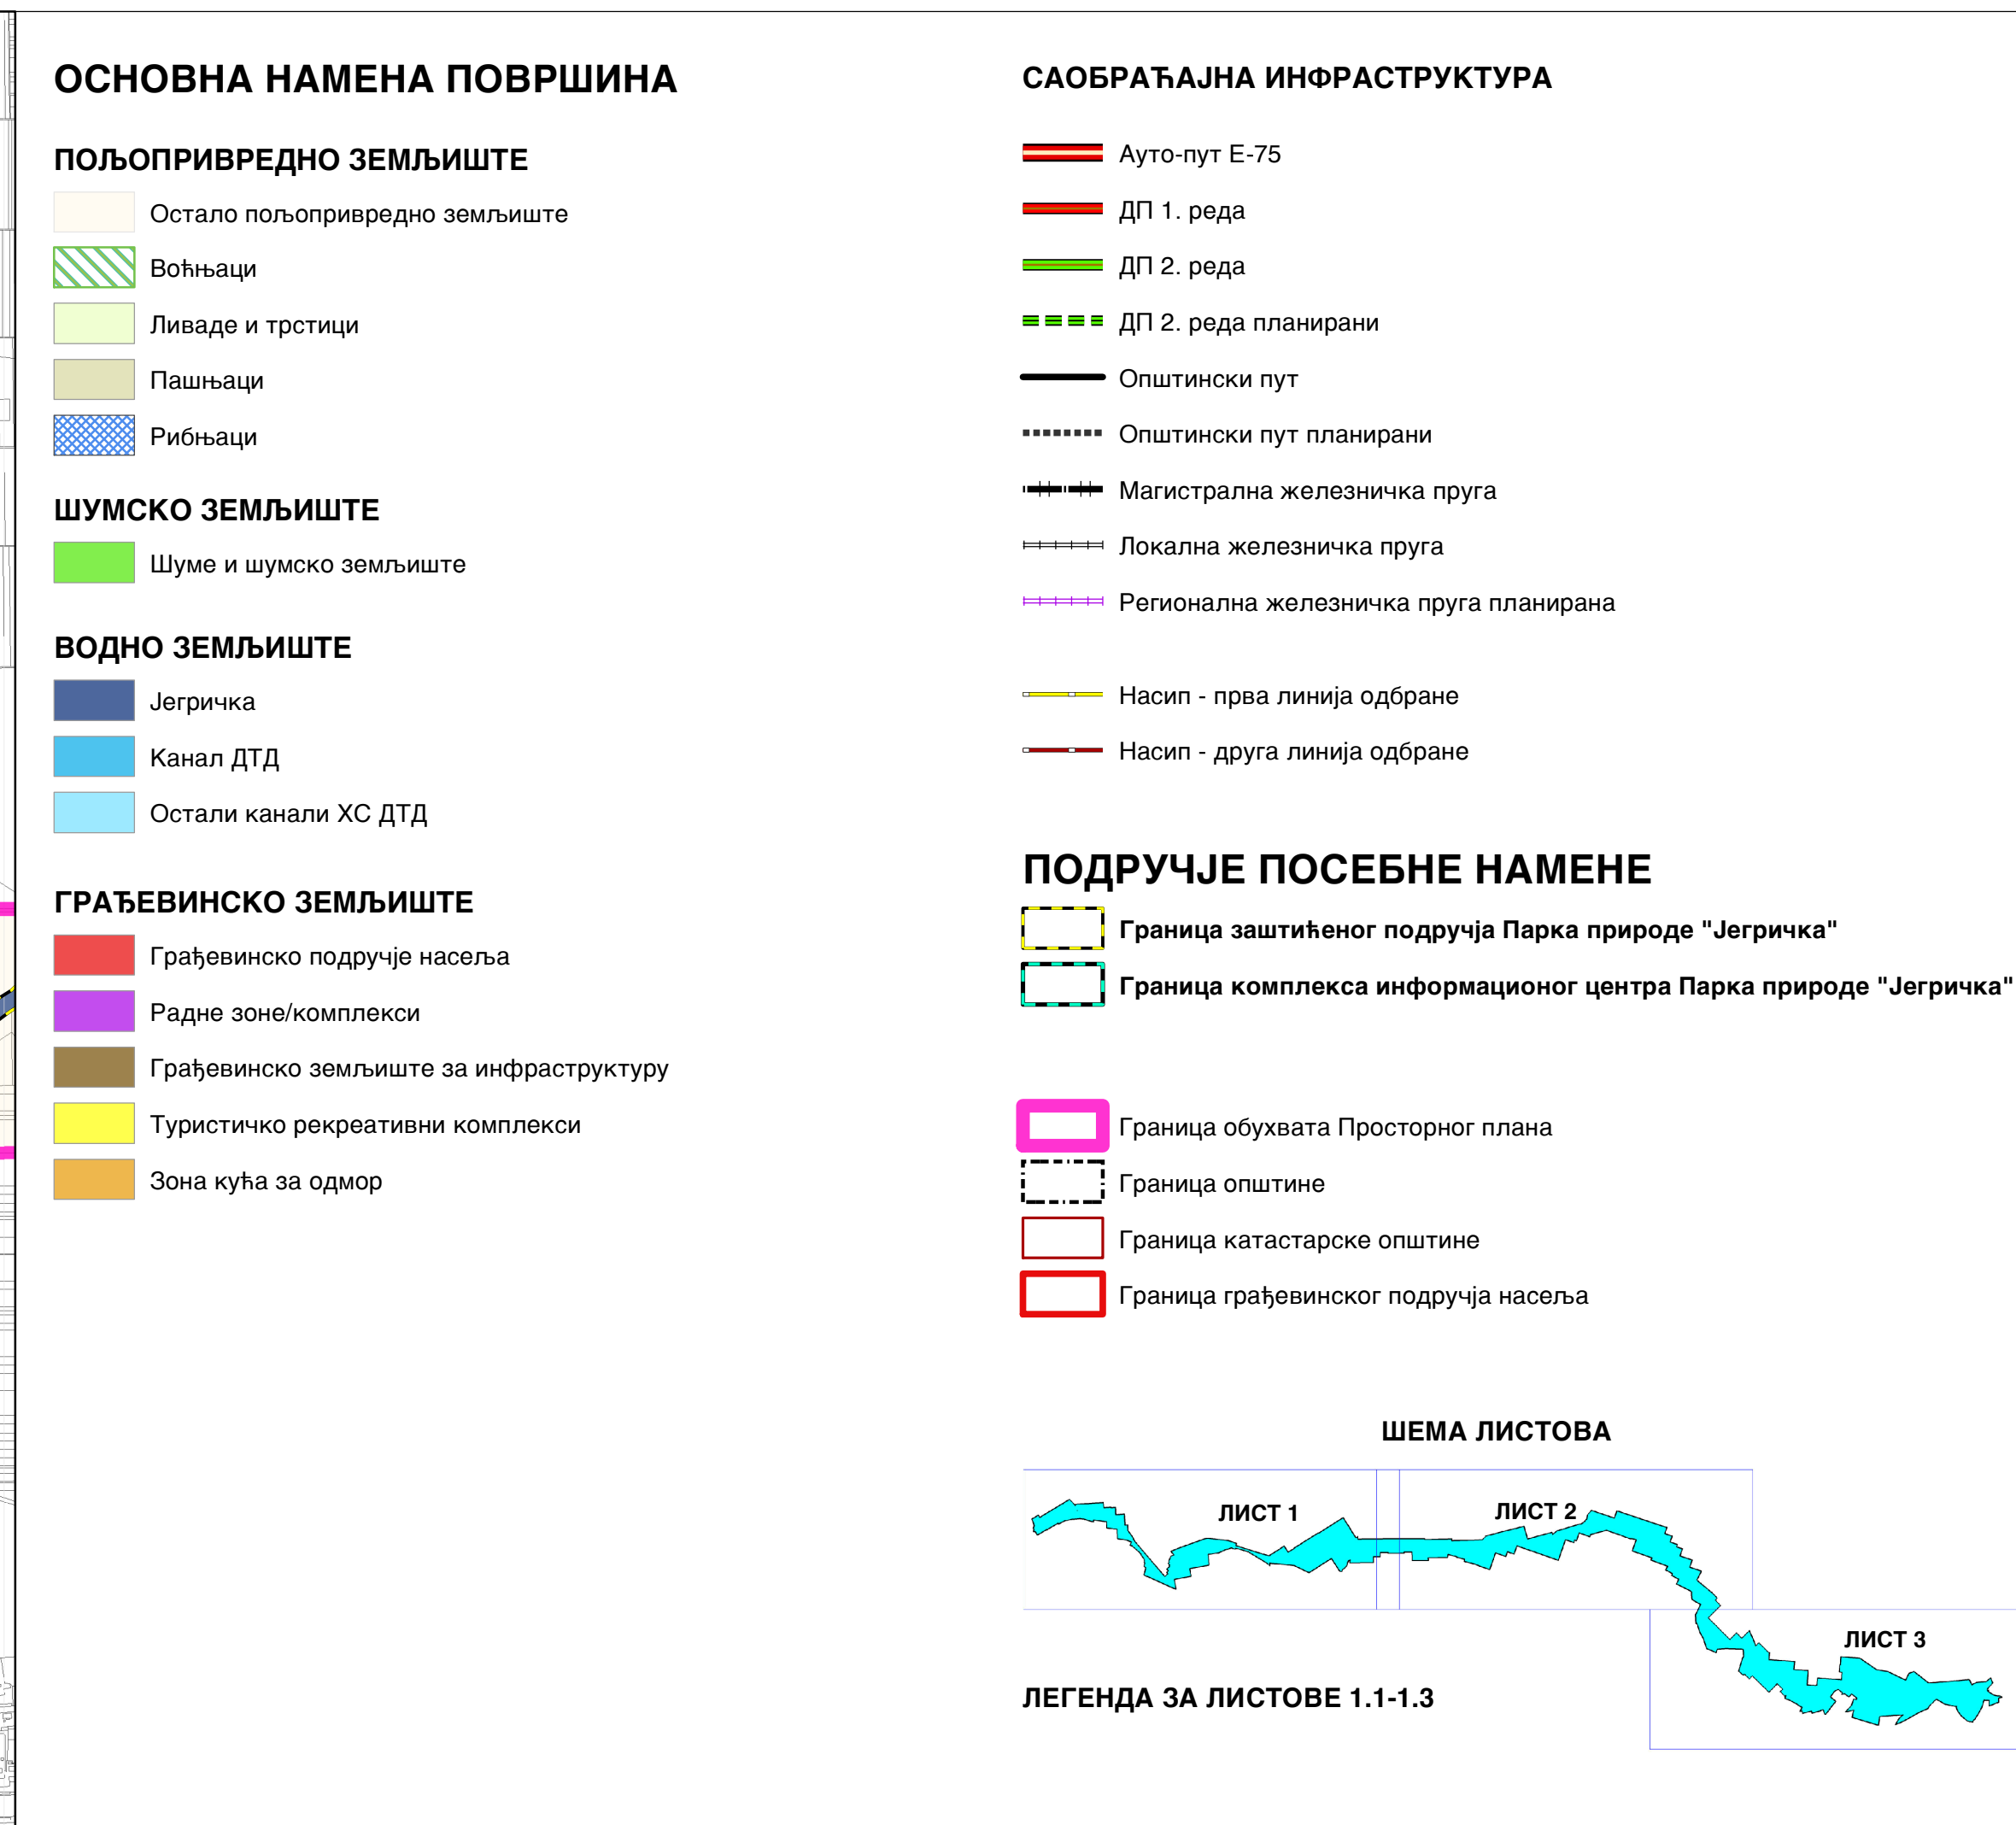 ОСНОВНА НАМЕНА ПОВРШИНА
ПОЉОПРИВРЕДНО ЗЕМЉИШТЕ
Остало пољопривредно земљиште
Воћњаци
Ливаде и трстици
Пашњаци
Рибњаци
ШУМСКО ЗЕМЉИШТЕ
Шуме и шумско земљиште
ВОДНО ЗЕМЉИШТЕ
Јегричка
Канал ДТД
Остали канали ХС ДТД
ГРАЂЕВИНСКО ЗЕМЉИШТЕ
Грађевинско подручје насеља
Радне зоне/комплекси
Грађевинско земљиште за инфраструктуру
Туристичко рекреативни комплекси
Зона кућа за одмор
САОБРАЋАЈНА ИНФРАСТРУКТУРА
Ауто-пут Е-75
ДП 1. реда
ДП 2. реда
ДП 2. реда планирани
Општински пут
Општински пут планирани
Магистрална железничка пруга
Локална железничка пруга
Регионална железничка пруга планирана
Насип - прва линија одбране
Насип - друга линија одбране
ПОДРУЧЈЕ ПОСЕБНЕ НАМЕНЕ
Граница заштићеног подручја Парка природе "Јегричка"
Граница комплекса информационог центра Парка природе "Јегричка"
Граница обухвата Просторног плана
Граница општине
Граница катастарске општине
Граница грађевинског подручја насеља
ШЕМА ЛИСТОВА
ЛИСТ 1
ЛИСТ 2
ЛИСТ 3
ЛЕГЕНДА ЗА ЛИСТОВЕ 1.1-1.3